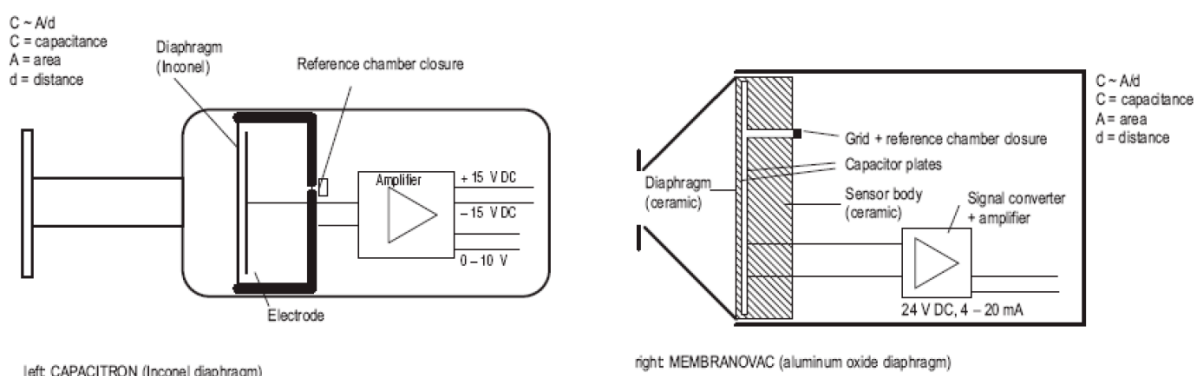 C ~ A/d
C = capacitance
A = area
d = distance
Diaphragm
(Inconel)
Reference chamber closure
Amplifier
+ 15 V DC
– 15 V DC
0 – 10 V
Electrode
left: CAPACITRON (Inconel diaphragm)
C ~ A/d
C = capacitance
A = area
d = distance
Grid + reference chamber closure
Capacitor plates
Diaphragm
(ceramic)
Sensor body
(ceramic)
Signal converter
+ amplifier
24 V DC, 4 – 20 mA
right: MEMBRANOVAC (aluminum oxide diaphragm)